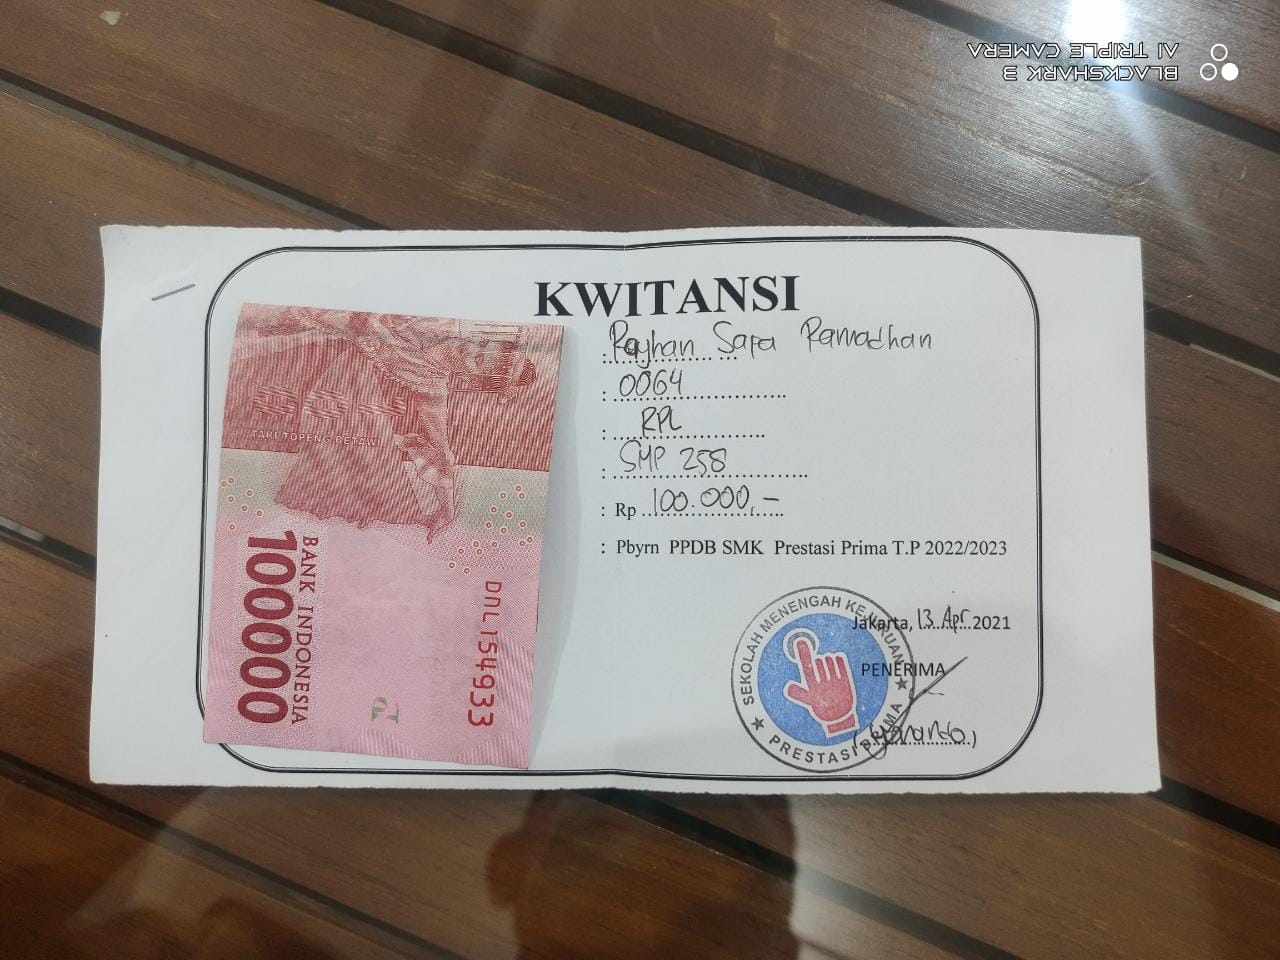 BLACKSHARK 3
AI TRIPLE CAMERA
KWITANSI
: Rayhan Sapa Ramadhan
: 0064
: RPL
: SMP 258
: Rp 100.000,-
: Pbyrn PPDB SMK Prestasi Prima T.P 2022/2023
Jakarta, 13 Apr 2021
PENERIMA
SEKOLAH MENENGAH KEJURUAN
PRESTASI PRIMA
TARI TOPENG BETAWI
BANK INDONESIA
100000
DNL 154933